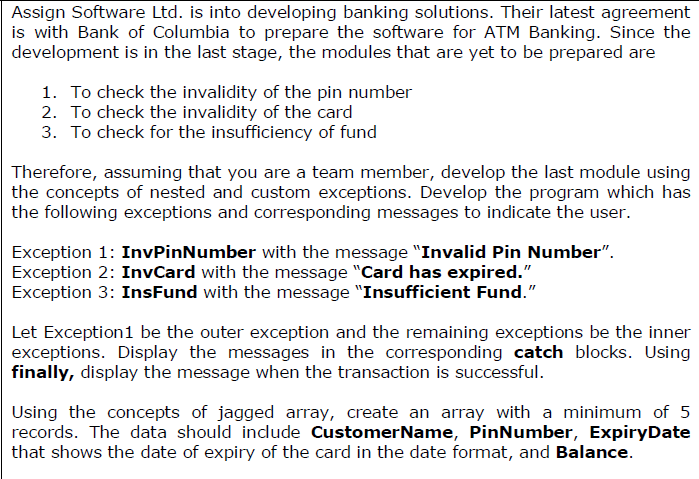 Assign Software Ltd. is into developing banking solutions. Their latest agreement
is with Bank of Columbia to prepare the software for ATM Banking. Since the
development is in the last stage, the modules that are yet to be prepared are
1. To check the invalidity of the pin number
2. To check the invalidity of the card
3. To check for the insufficiency of fund
Therefore, assuming that you are a team member, develop the last module using
the concepts of nested and custom exceptions. Develop the program which has
the following exceptions and corresponding messages to indicate the user.
Exception 1: InvPinNumber with the message “Invalid Pin Number”.
Exception 2: InvCard with the message “Card has expired.”
Exception 3: InsFund with the message “Insufficient Fund.”
Let Exception1 be the outer exception and the remaining exceptions be the inner
exceptions. Display the messages in the corresponding catch blocks. Using
finally, display the message when the transaction is successful.
Using the concepts of jagged array, create an array with a minimum of 5
records. The data should include CustomerName, PinNumber, ExpiryDate
that shows the date of expiry of the card in the date format, and Balance.